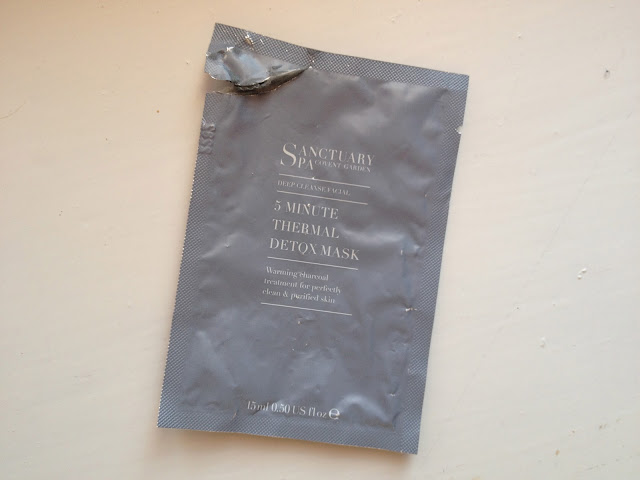 SANCTUARY
SPA COVENT GARDEN
DEEP CLEANSE FACIAL
5 MINUTE
THERMAL
DETOX MASK
Warming charcoal
treatment for perfectly
clean & purified skin.
15ml 0.50 US fl oz ℮